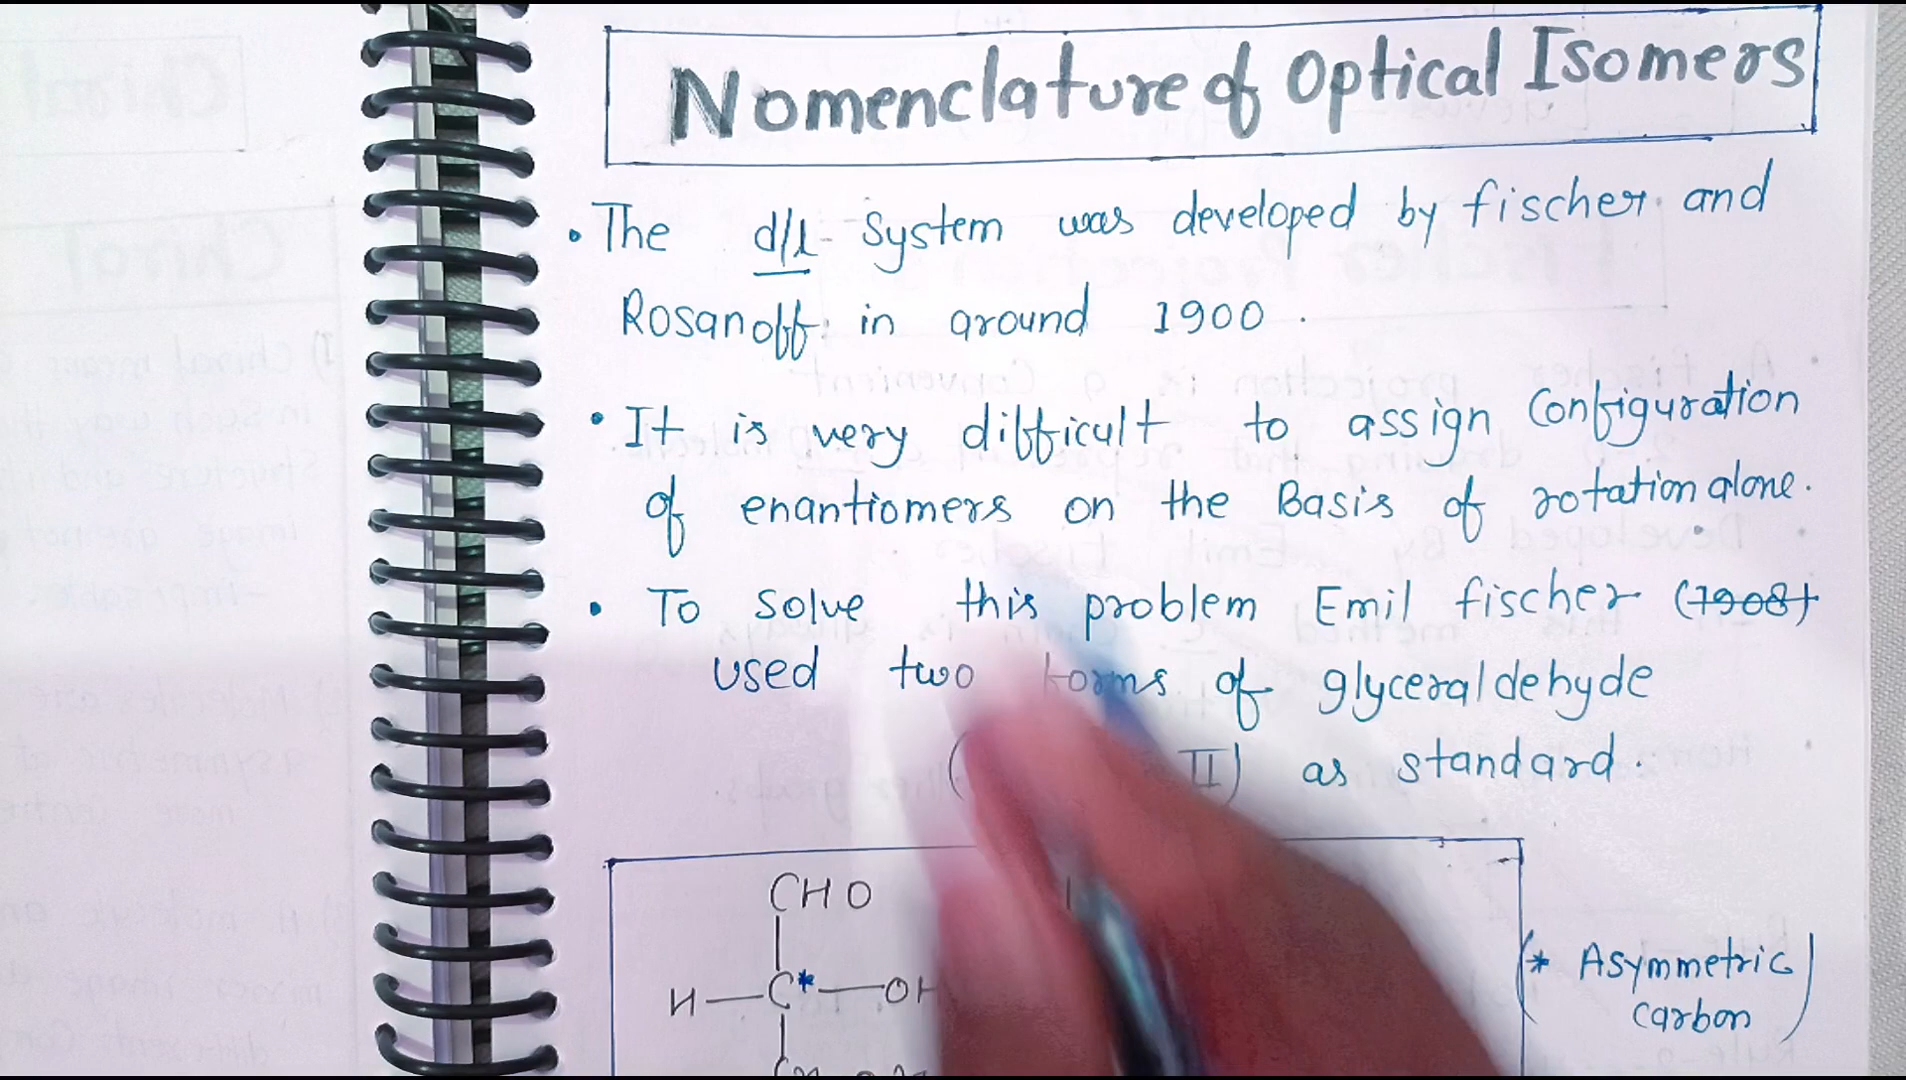 Nomenclature of Optical Isomers
• The d/l - System was developed by fischer and
Rosanoff in around 1900.
• It is very difficult to assign Configuration
of enantiomers on the Basis of rotation alone.
• To solve this problem Emil fischer (1908)
used two forms of glyceraldehyde
( II) as standard.
CHO
H—C*—OH
(* Asymmetric
carbon)